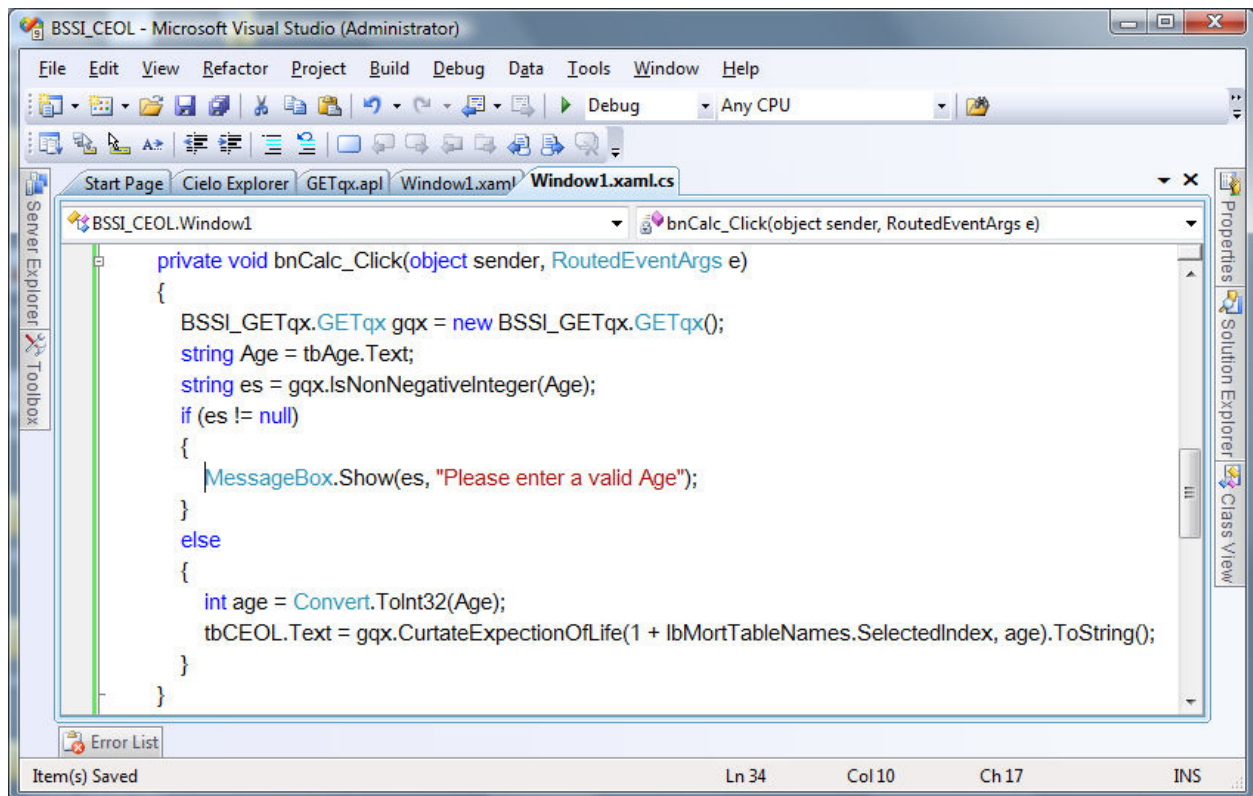 BSSI_CEOL - Microsoft Visual Studio (Administrator)
File Edit View Refactor Project Build Debug Data Tools Window Help
Debug Any CPU
Start Page Cielo Explorer GETqx.apl Window1.xaml Window1.xaml.cs
BSSI_CEOL.Window1 bnCalc_Click(object sender, RoutedEventArgs e)
private void bnCalc_Click(object sender, RoutedEventArgs e)
{
BSSI_GETqx.GETqx gqx = new BSSI_GETqx.GETqx();
string Age = tbAge.Text;
string es = gqx.IsNonNegativeInteger(Age);
if (es != null)
{
MessageBox.Show(es, "Please enter a valid Age");
}
else
{
int age = Convert.ToInt32(Age);
tbCEOL.Text = gqx.CurtateExpectionOfLife(1 + lbMortTableNames.SelectedIndex, age).ToString();
}
}
Server Explorer
Toolbox
Properties
Solution Explorer
Class View
Error List
Item(s) Saved Ln 34 Col 10 Ch 17 INS